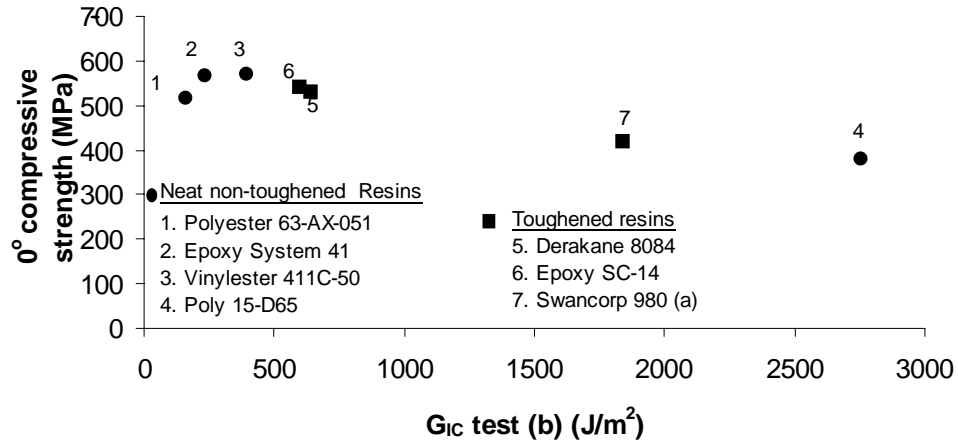 700
600
500
400
300
200
100
0
0° compressive
strength (MPa)
1
2
3
6
5
7
4
Neat non-toughened Resins
1. Polyester 63-AX-051
2. Epoxy System 41
3. Vinylester 411C-50
4. Poly 15-D65
Toughened resins
5. Derakane 8084
6. Epoxy SC-14
7. Swancorp 980 (a)
0 500 1000 1500 2000 2500 3000
GIC test (b) (J/m²)